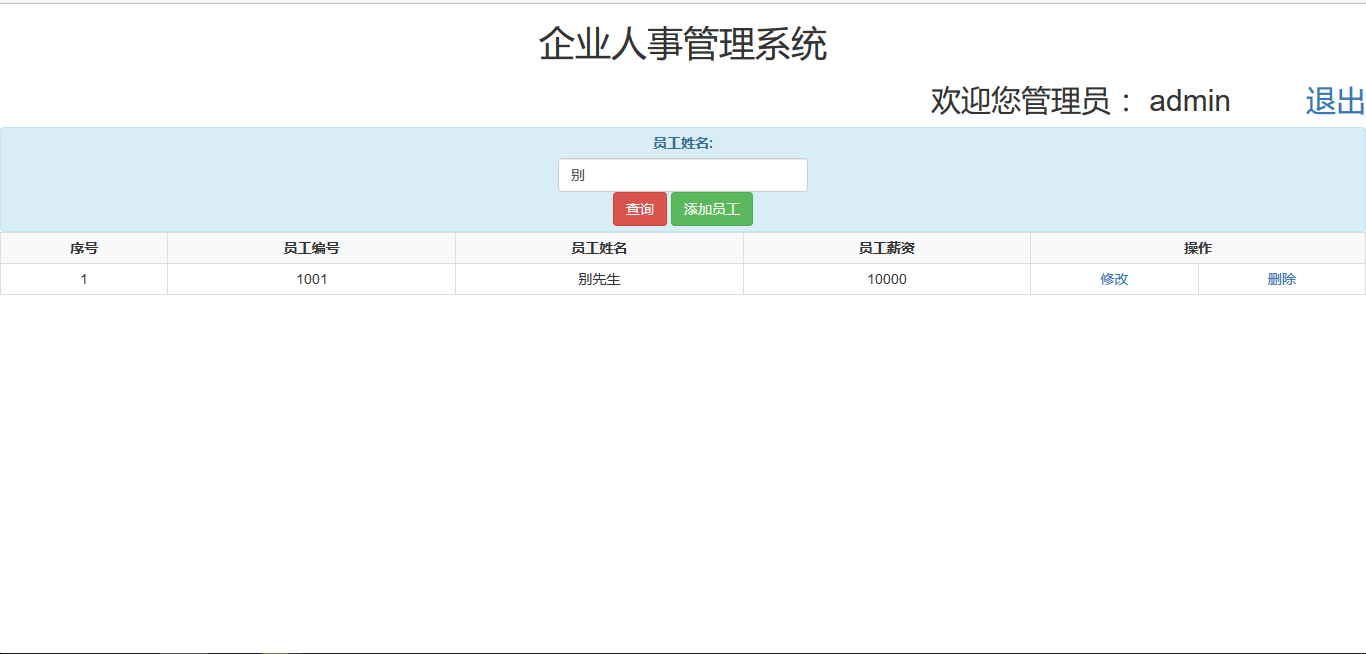 企业人事管理系统
欢迎您管理员： admin 退出
员工姓名:
别
查询 添加员工
序号 员工编号 员工姓名 员工薪资 操作
1 1001 别先生 10000 修改 删除